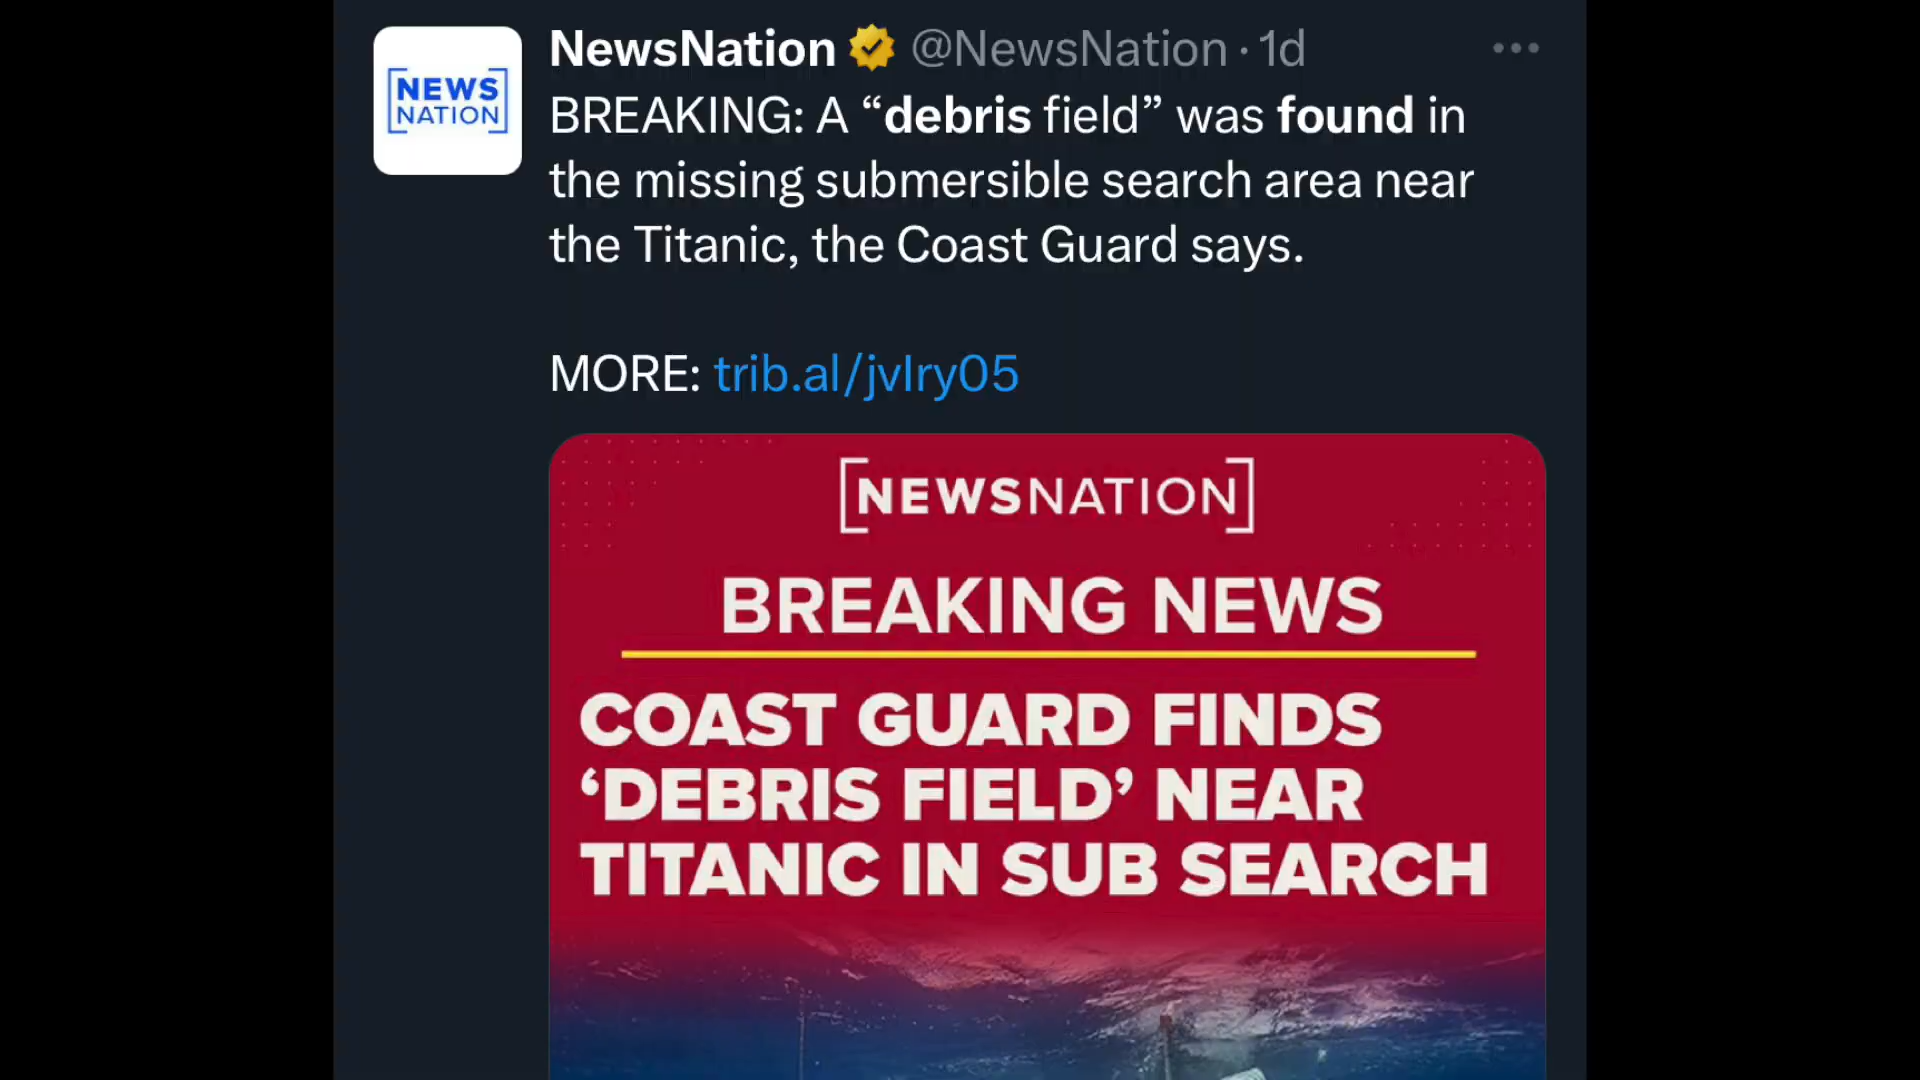 NEWS
NATION
NewsNation @NewsNation · 1d
BREAKING: A “debris field” was found in
the missing submersible search area near
the Titanic, the Coast Guard says.
MORE: trib.al/jvIry05
NEWSNATION
BREAKING NEWS
COAST GUARD FINDS
‘DEBRIS FIELD’ NEAR
TITANIC IN SUB SEARCH